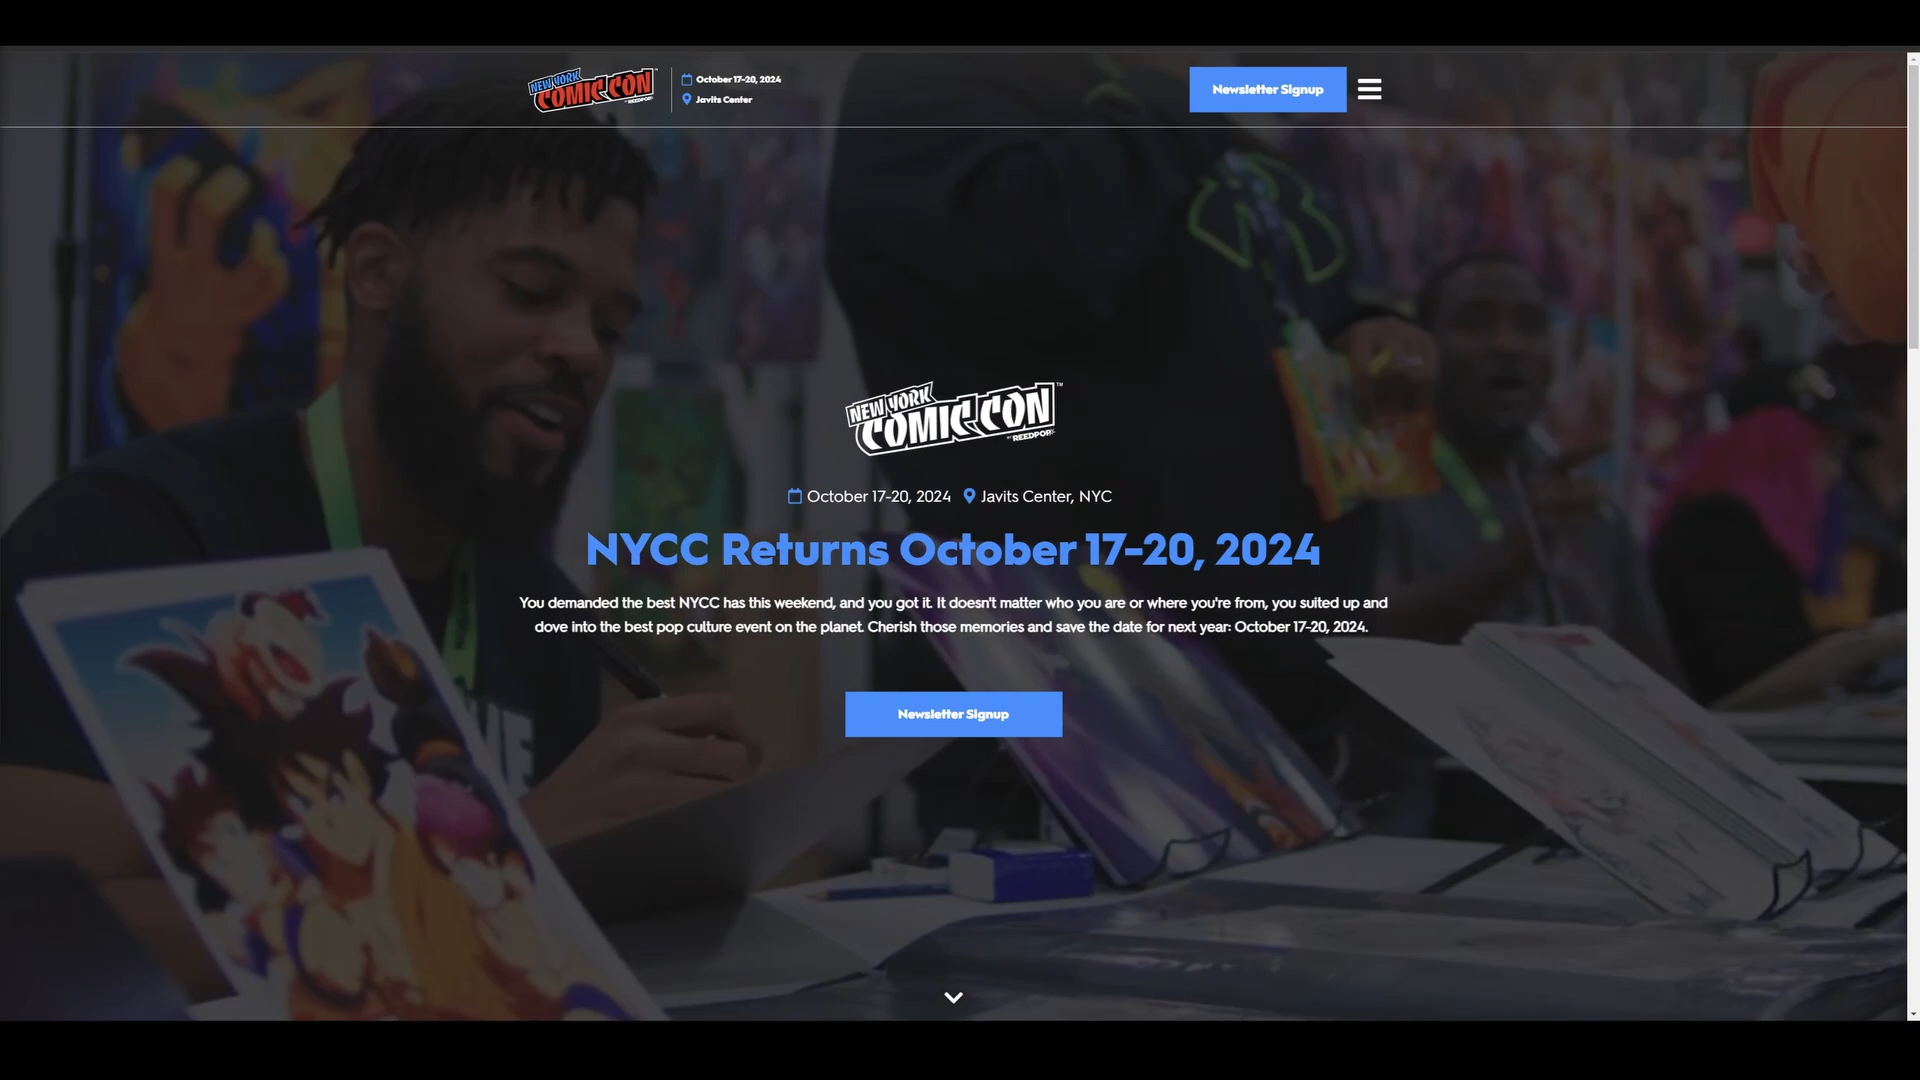 NEW YORK
COMIC CON
BY REEDPOP
October 17-20, 2024
Javits Center
Newsletter Signup
NEW YORK
COMIC CON ™
BY REEDPOP
October 17-20, 2024 Javits Center, NYC
NYCC Returns October 17-20, 2024
You demanded the best NYCC has this weekend, and you got it. It doesn't matter who you are or where you're from, you suited up and
dove into the best pop culture event on the planet. Cherish those memories and save the date for next year: October 17-20, 2024.
Newsletter Signup